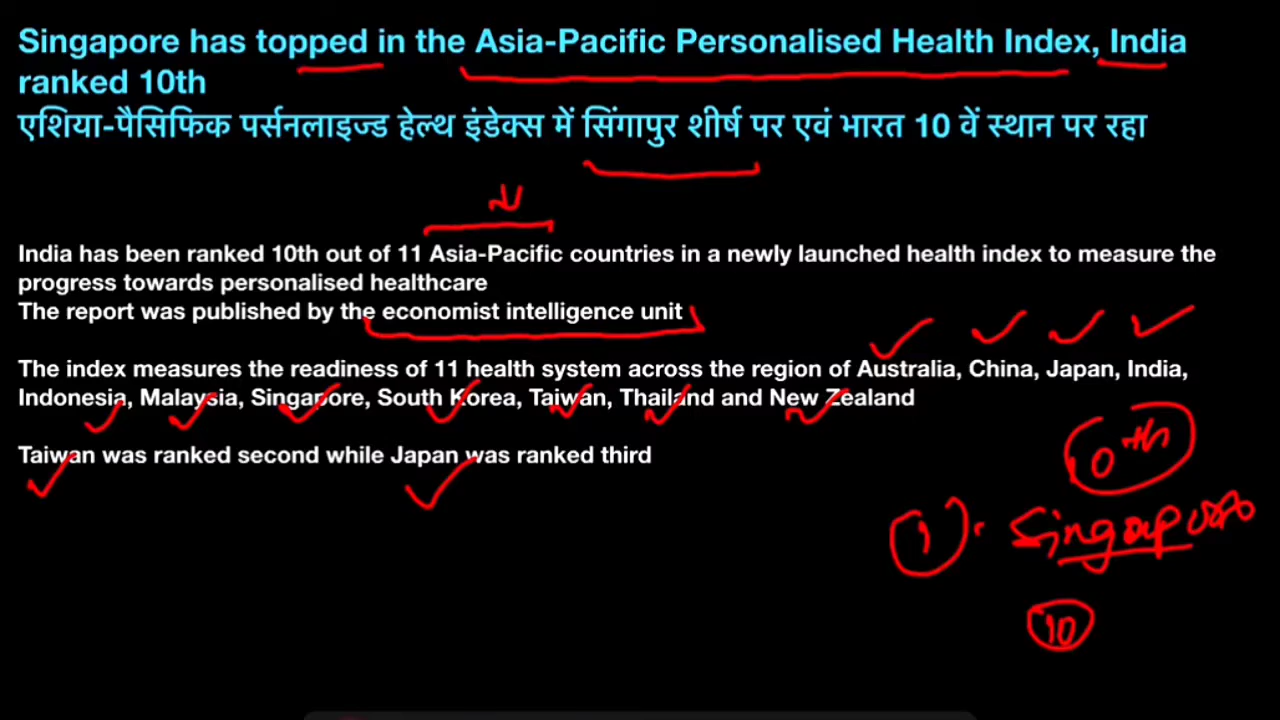 Singapore has topped in the Asia-Pacific Personalised Health Index, India
ranked 10th
एशिया-पैसिफिक पर्सनलाइज्ड हेल्थ इंडेक्स में सिंगापुर शीर्ष पर एवं भारत 10 वें स्थान पर रहा
India has been ranked 10th out of 11 Asia-Pacific countries in a newly launched health index to measure the
progress towards personalised healthcare
The report was published by the economist intelligence unit
The index measures the readiness of 11 health system across the region of Australia, China, Japan, India,
Indonesia, Malaysia, Singapore, South Korea, Taiwan, Thailand and New Zealand
Taiwan was ranked second while Japan was ranked third
0th
1. Singapore
10